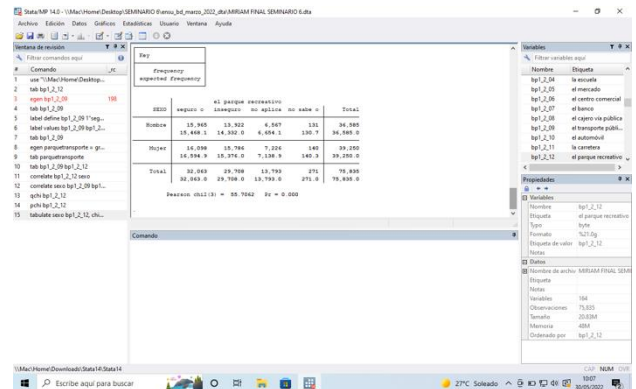 Stata/MP 14.0 - \\Mac\Home\Desktop\SEMINARIO 6\ensu_bd_marzo_2022_dta\MIRIAM FINAL SEMINARIO 6.dta
Archivo Edición Datos Gráficos Estadísticas Usuario Ventana Ayuda
Ventana de revisión
Filtrar comandos aquí
# Comando _rc
1 use "\\Mac\Home\Desktop...
2 tab bp1_2_12
3 egen bp1_2_09 198
4 tab bp1_2_09
5 label define bp1_2_09 1"seg...
6 label values bp1_2_09 bp1_2...
7 tab bp1_2_09
8 egen parquetransporte = gr...
9 tab parquetransporte
10 tab bp1_2_09 bp1_2_12
11 correlate bp1_2_12 sexo
12 correlate sexo bp1_2_09 bp1...
13 qchi bp1_2_12
14 pchi bp1_2_12
15 tabulate sexo bp1_2_12, chi...
Key
frequency
expected frequency
el parque recreativo
SEXO seguro o inseguro no aplica no sabe o Total
Hombre 15,965 13,922 6,567 131 36,585
15,468.1 14,332.0 6,654.1 130.7 36,585.0
Mujer 16,098 15,786 7,226 140 39,250
16,594.9 15,376.0 7,138.9 140.3 39,250.0
Total 32,063 29,708 13,793 271 75,835
32,063.0 29,708.0 13,793.0 271.0 75,835.0
Pearson chi2(3) = 55.7062 Pr = 0.000
Comando
Variables
Filtrar variables aquí
Nombre Etiqueta
bp1_2_04 la escuela
bp1_2_05 el mercado
bp1_2_06 el centro comercial
bp1_2_07 el banco
bp1_2_08 el cajero vía pública
bp1_2_09 el transporte públi...
bp1_2_10 el automóvil
bp1_2_11 la carretera
bp1_2_12 el parque recreativo
Propiedades
Variables
Nombre bp1_2_12
Etiqueta el parque recreativo
Typo byte
Formato %21.0g
Etiqueta de valor bp1_2_12
Notas
Datos
Nombre de archivo MIRIAM FINAL SEMI
Etiqueta
Notas
Variables 164
Observaciones 75,835
Tamaño 20.83M
Memoria 48M
Ordenado por bp1_2_12
\\Mac\Home\Downloads\Stata14\Stata14
CAP NUM OVR
Escribe aquí para buscar
27°C Soleado
10:07
30/05/2022